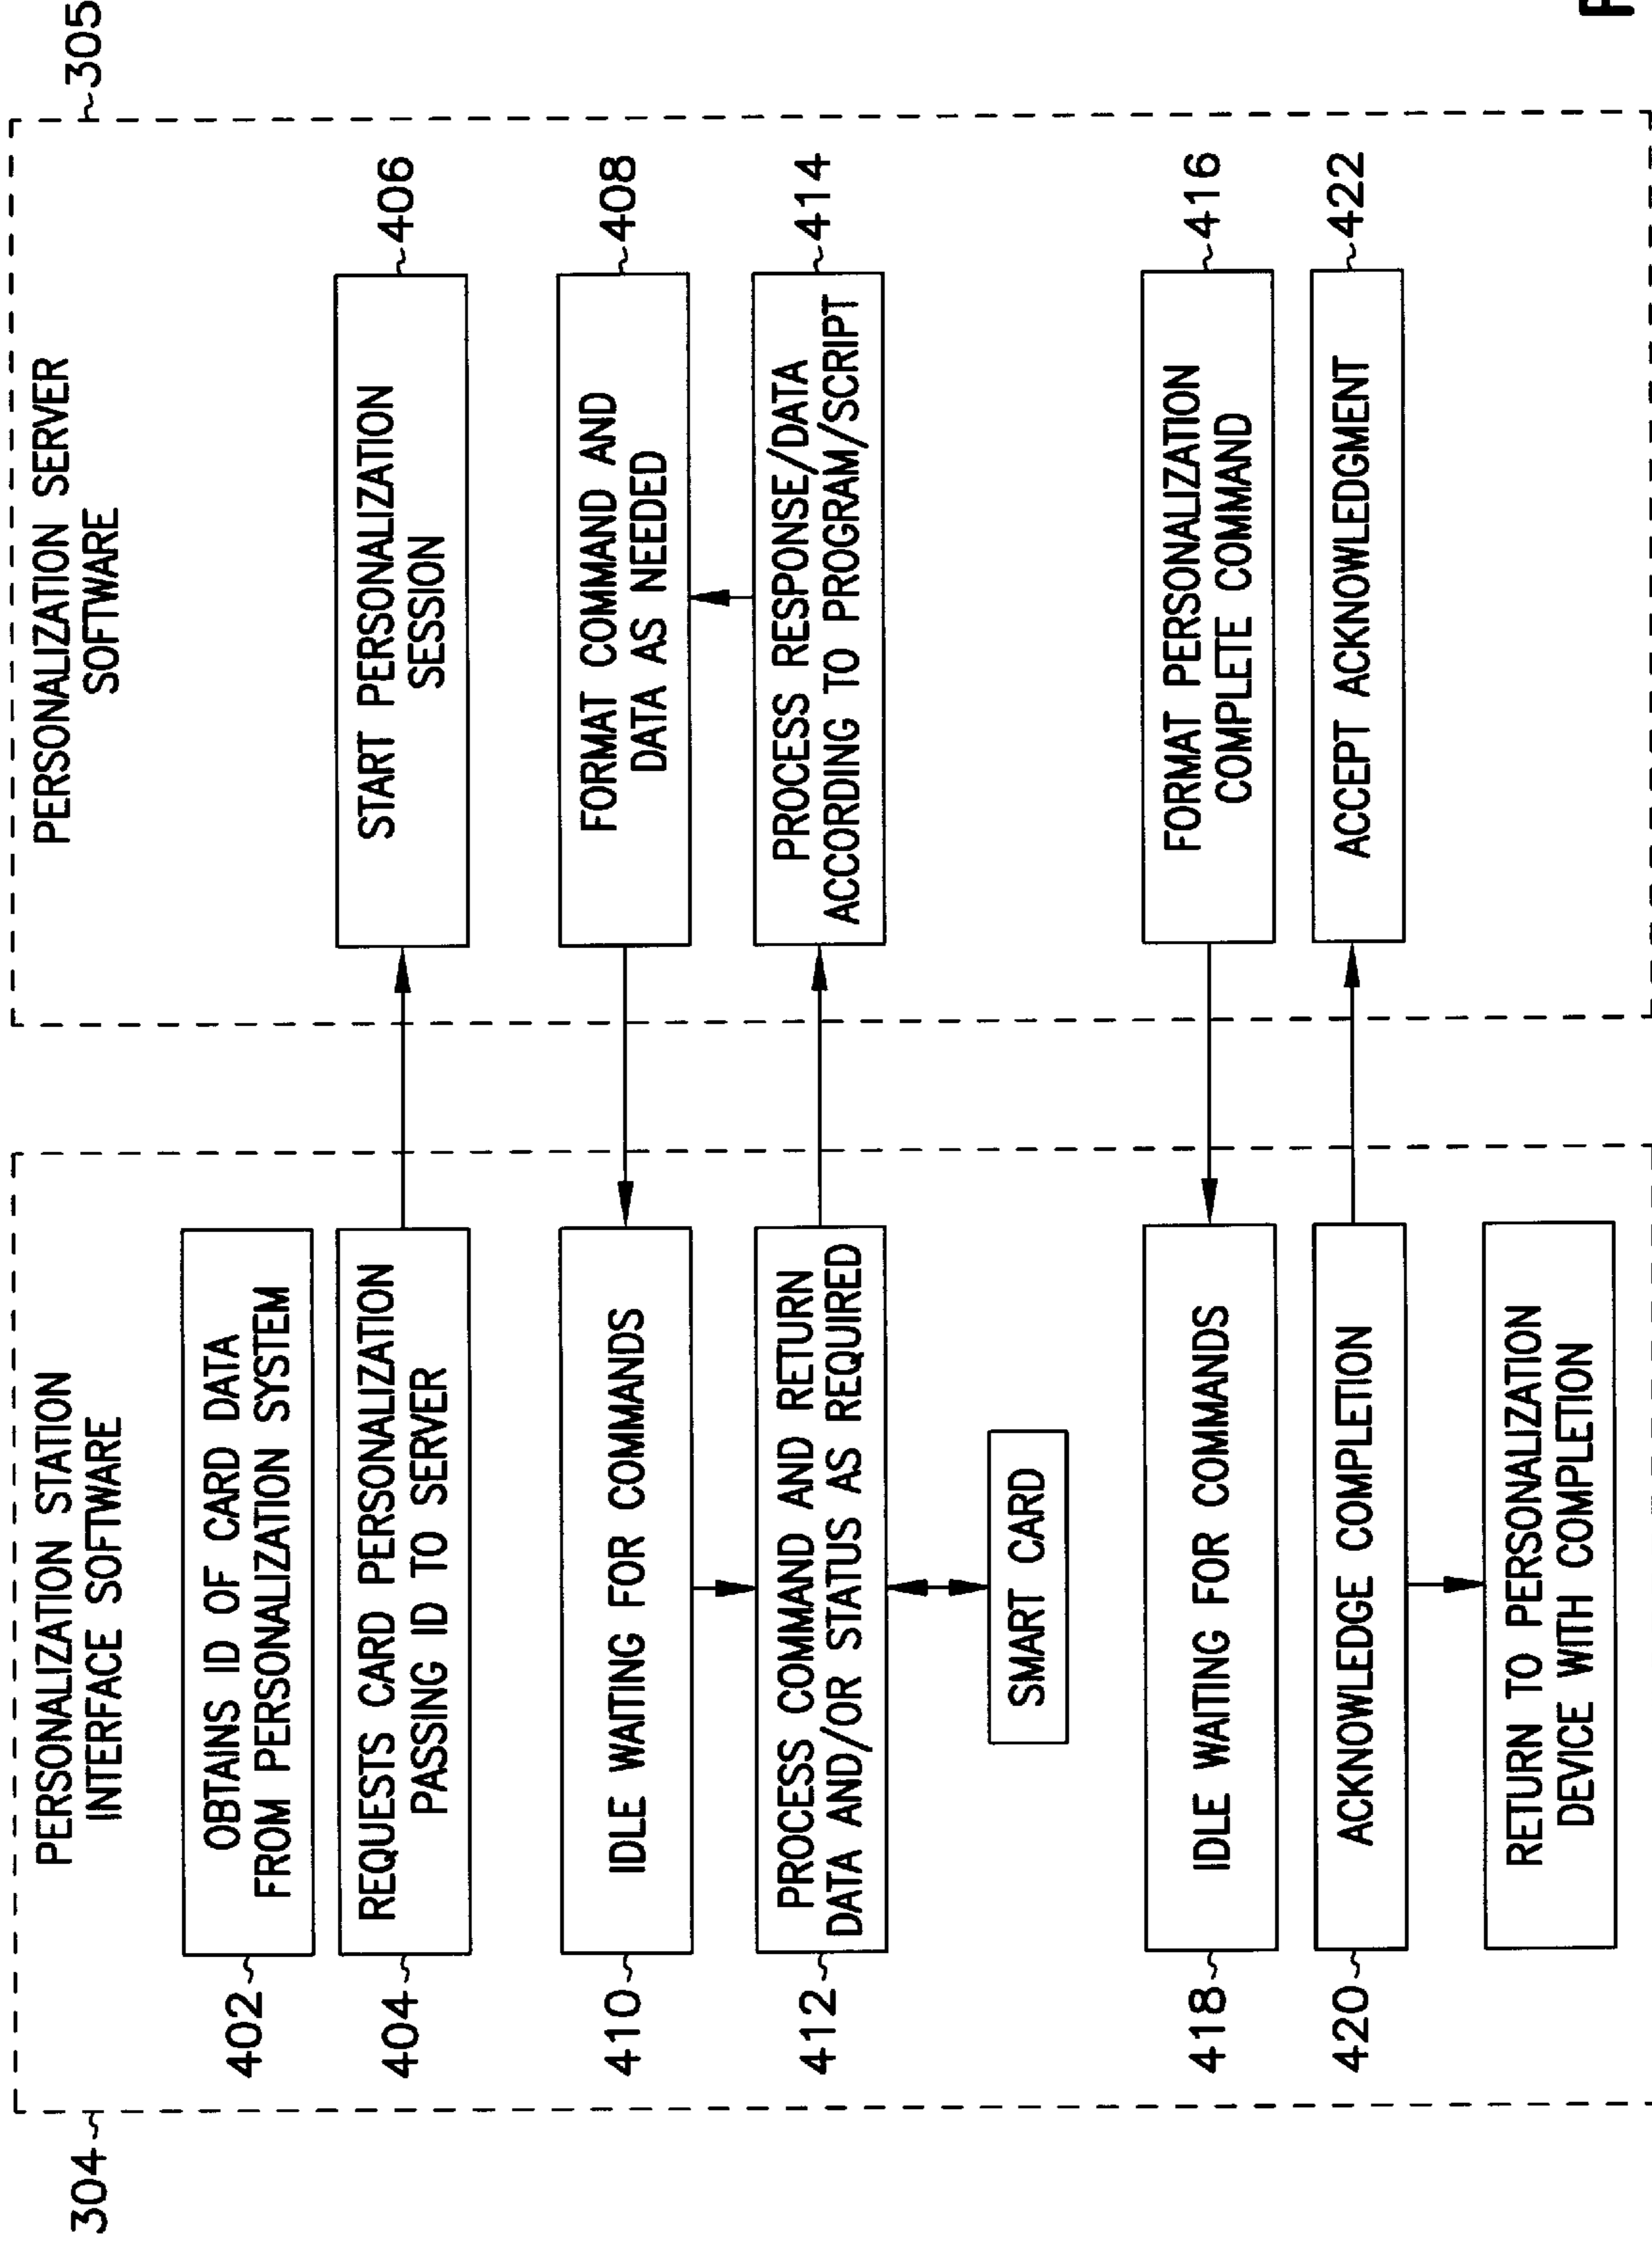 304
PERSONALIZATION STATION
INTERFACE SOFTWARE
402
OBTAINS ID OF CARD DATA
FROM PERSONALIZATION SYSTEM
404
REQUESTS CARD PERSONALIZATION
PASSING ID TO SERVER
410
IDLE WAITING FOR COMMANDS
412
PROCESS COMMAND AND RETURN
DATA AND/OR STATUS AS REQUIRED
SMART CARD
418
IDLE WAITING FOR COMMANDS
420
ACKNOWLEDGE COMPLETION
RETURN TO PERSONALIZATION
DEVICE WITH COMPLETION
305
PERSONALIZATION SERVER
SOFTWARE
START PERSONALIZATION
SESSION
406
FORMAT COMMAND AND
DATA AS NEEDED
408
PROCESS RESPONSE/DATA
ACCORDING TO PROGRAM/SCRIPT
414
FORMAT PERSONALIZATION
COMPLETE COMMAND
416
ACCEPT ACKNOWLEDGMENT
422